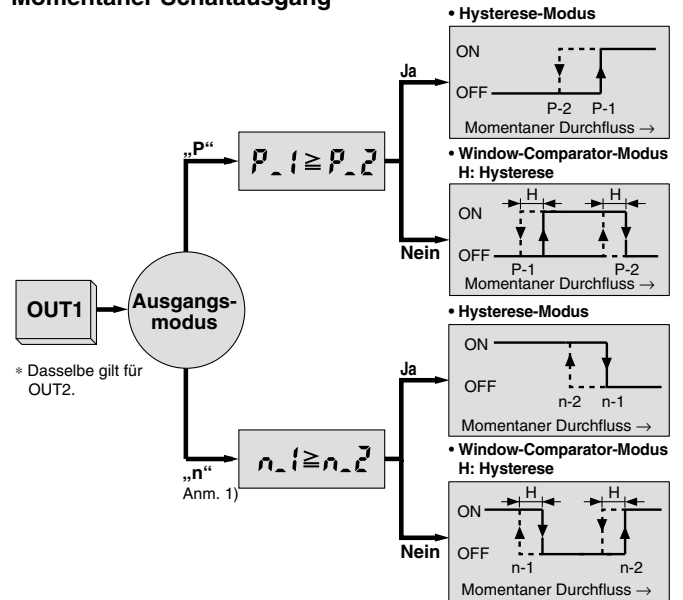 Momentaner Schaltausgang
• Hysterese-Modus
ON
OFF
P-2 P-1
Momentaner Durchfluss →
Ja
„P“
P_1 ≧ P_2
• Window-Comparator-Modus
H: Hysterese
H H
ON
OFF
P-1 P-2
Momentaner Durchfluss →
Nein
OUT1
Ausgangs-
modus
* Dasselbe gilt für
OUT2.
• Hysterese-Modus
ON
OFF
n-2 n-1
Momentaner Durchfluss →
Ja
„n“
Anm. 1)
n_1 ≧ n_2
• Window-Comparator-Modus
H: Hysterese
H H
ON
OFF
n-1 n-2
Momentaner Durchfluss →
Nein